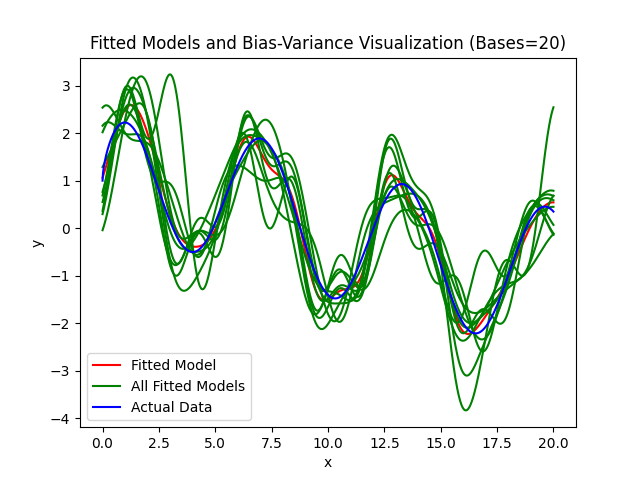 Fitted Models and Bias-Variance Visualization (Bases=20)
3
2
1
0
−1
−2
−3
−4
y
Fitted Model
All Fitted Models
Actual Data
0.0 2.5 5.0 7.5 10.0 12.5 15.0 17.5 20.0
x